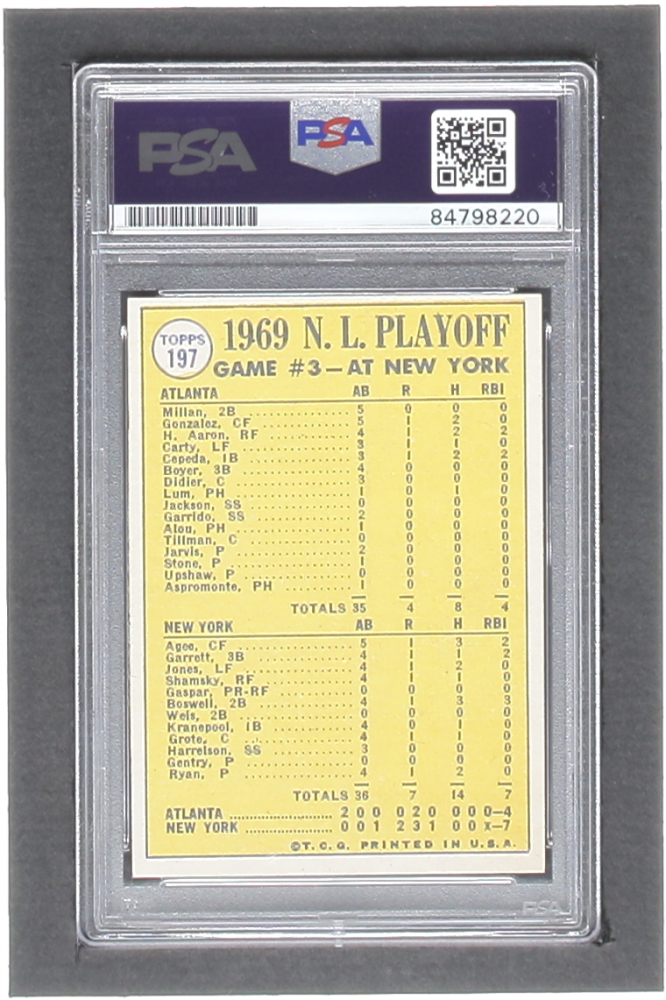 PSA PSA
84798220
TOPPS 197
1969 N. L. PLAYOFF
GAME #3—AT NEW YORK
ATLANTA AB R H RBI
Millan, 2B 5 0 0 0
Gonzalez, CF 5 1 2 0
H. Aaron, RF 4 1 2 2
Carty, LF 3 1 1 0
Cepeda, 1B 3 1 2 2
Boyer, 3B 4 0 0 0
Didier, C 3 0 0 0
Lum, PH 1 0 1 0
Jackson, SS 0 0 0 0
Garrido, SS 2 0 0 0
Alou, PH 1 0 0 0
Tillman, C 0 0 0 0
Jarvis, P 2 0 0 0
Stone, P 1 0 0 0
Upshaw, P 0 0 0 0
Aspromonte, PH 1 0 0 0
TOTALS 35 4 8 4
NEW YORK AB R H RBI
Agee, CF 5 1 3 2
Garrett, 3B 4 1 1 2
Jones, LF 4 1 2 0
Shamsky, RF 4 1 1 0
Gaspar, PR-RF 0 0 0 0
Boswell, 2B 4 1 3 3
Weis, 2B 0 0 0 0
Kranepool, 1B 4 0 1 0
Grote, C 4 1 1 0
Harrelson, SS 3 0 0 0
Gentry, P 0 0 0 0
Ryan, P 4 1 2 0
TOTALS 36 7 14 7
ATLANTA 2 0 0 0 2 0 0 0 0—4
NEW YORK 0 0 1 2 3 1 0 0 x—7
©T. C. G. PRINTED IN U. S. A.
PSA